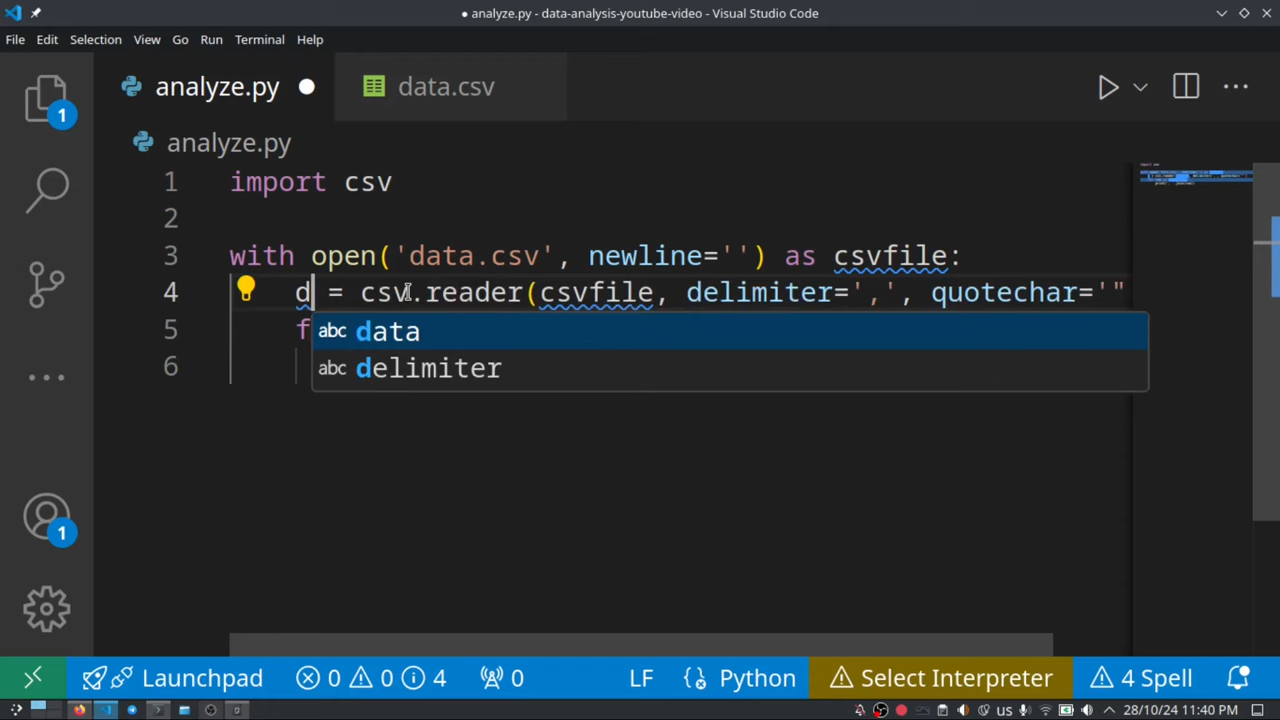 ● analyze.py - data-analysis-youtube-video - Visual Studio Code
File Edit Selection View Go Run Terminal Help
analyze.py
data.csv
1
analyze.py
1 import csv
2
3 with open('data.csv', newline='') as csvfile:
4 d = csv.reader(csvfile, delimiter=',', quotechar='"
5 f
abc data
6
abc delimiter
1
Launchpad 0 0 4 0 LF Python Select Interpreter 4 Spell
us 28/10/24 11:40 PM